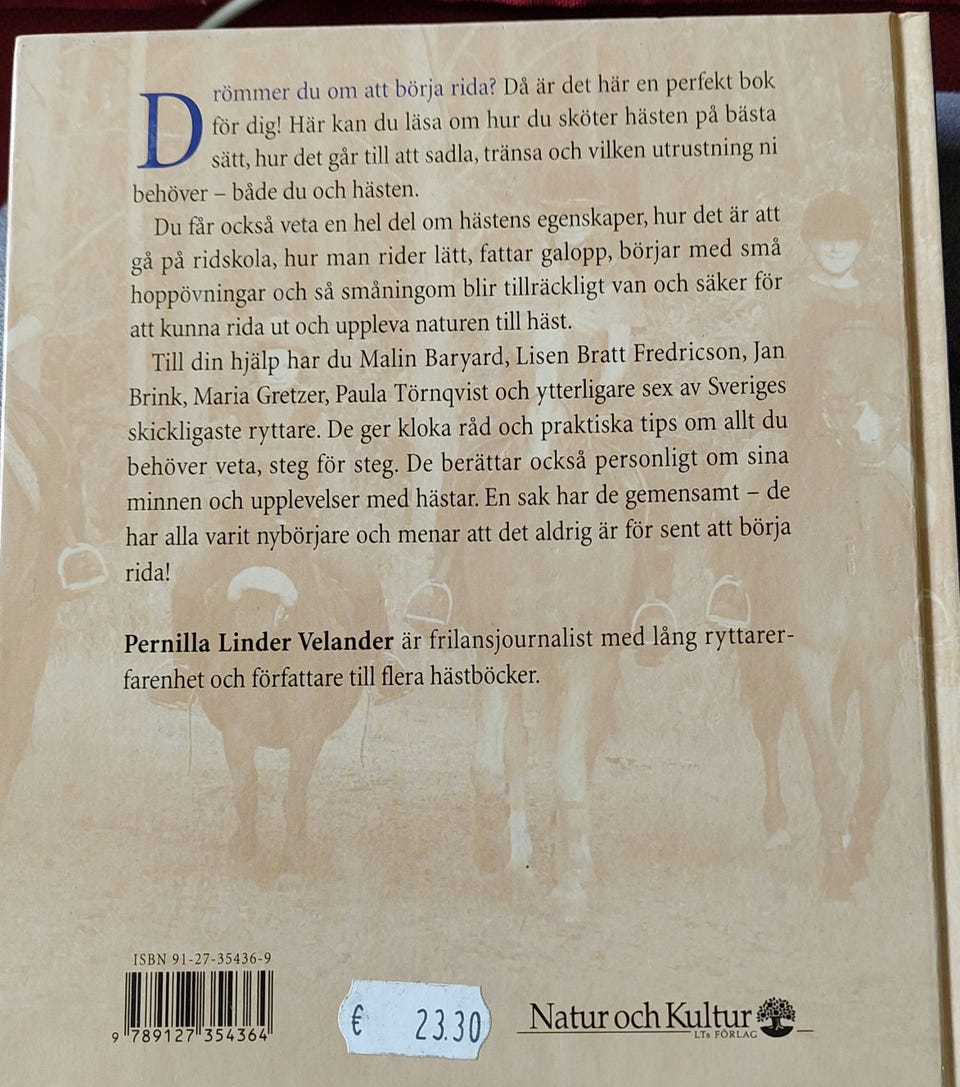 Drömmer du om att börja rida? Då är det här en perfekt bok
för dig! Här kan du läsa om hur du sköter hästen på bästa
sätt, hur det går till att sadla, tränsa och vilken utrustning ni
behöver – både du och hästen.
Du får också veta en hel del om hästens egenskaper, hur det är att
gå på ridskola, hur man rider lätt, fattar galopp, börjar med små
hoppövningar och så småningom blir tillräckligt van och säker för
att kunna rida ut och uppleva naturen till häst.
Till din hjälp har du Malin Baryard, Lisen Bratt Fredricson, Jan
Brink, Maria Gretzer, Paula Törnqvist och ytterligare sex av Sveriges
skickligaste ryttare. De ger kloka råd och praktiska tips om allt du
behöver veta, steg för steg. De berättar också personligt om sina
minnen och upplevelser med hästar. En sak har de gemensamt – de
har alla varit nybörjare och menar att det aldrig är för sent att börja
rida!
Pernilla Linder Velander är frilansjournalist med lång ryttarer-
farenhet och författare till flera hästböcker.
ISBN 91-27-35436-9
9 789127 354364
€ 23.30
Natur och Kultur
LTs FÖRLAG